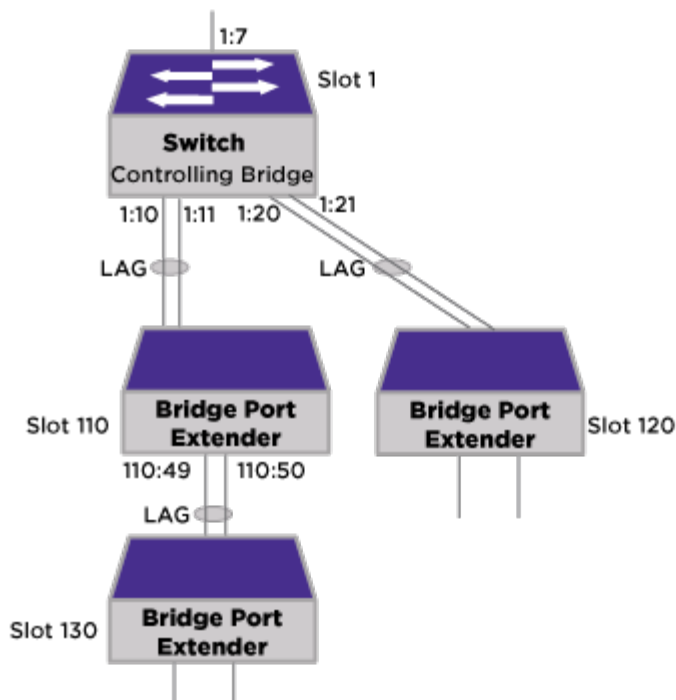 1:7
Slot 1
Switch
Controlling Bridge
1:10 1:11 1:20 1:21
LAG LAG
Bridge Port
Extender
Slot 110
Bridge Port
Extender
Slot 120
110:49 110:50
LAG
Bridge Port
Extender
Slot 130